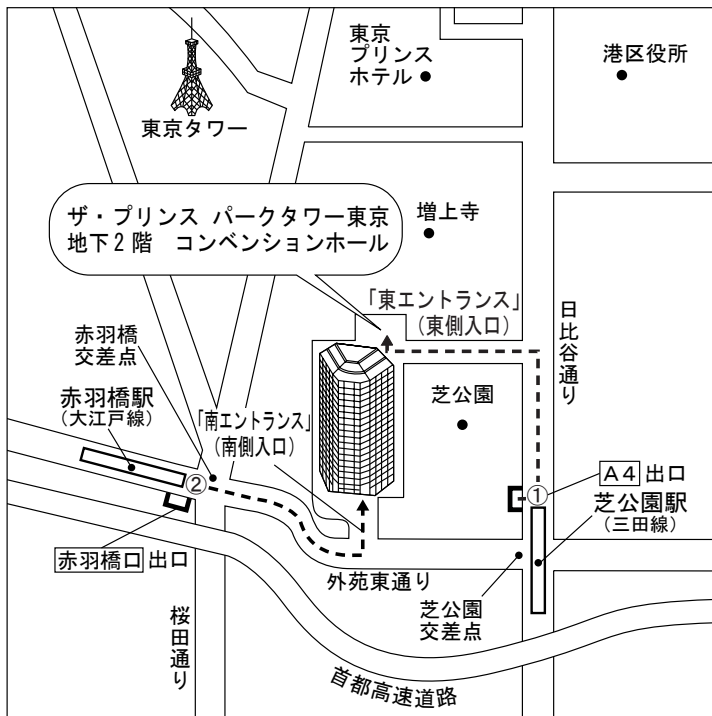 東京
プリンス
ホテル
港区役所
東京タワー
ザ・プリンス パークタワー東京
地下2階 コンベンションホール
増上寺
「東エントランス」
(東側入口)
日比谷通り
赤羽橋
交差点
赤羽橋駅
(大江戸線)
「南エントランス」
(南側入口)
芝公園
A4 出口
①
②
芝公園駅
(三田線)
赤羽橋口 出口
外苑東通り
芝公園
交差点
桜田通り
首都高速道路